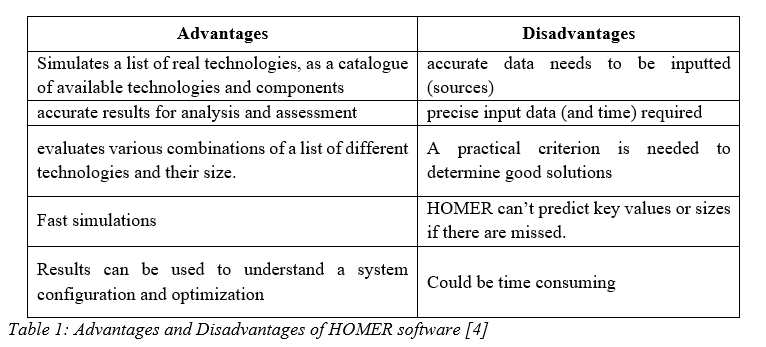 Advantages
Disadvantages
Simulates a list of real technologies, as a catalogue
of available technologies and components
accurate data needs to be inputted
(sources)
accurate results for analysis and assessment
precise input data (and time) required
evaluates various combinations of a list of different
technologies and their size.
A practical criterion is needed to
determine good solutions
Fast simulations
HOMER can’t predict key values or sizes
if there are missed.
Results can be used to understand a system
configuration and optimization
Could be time consuming
Table 1: Advantages and Disadvantages of HOMER software [4]